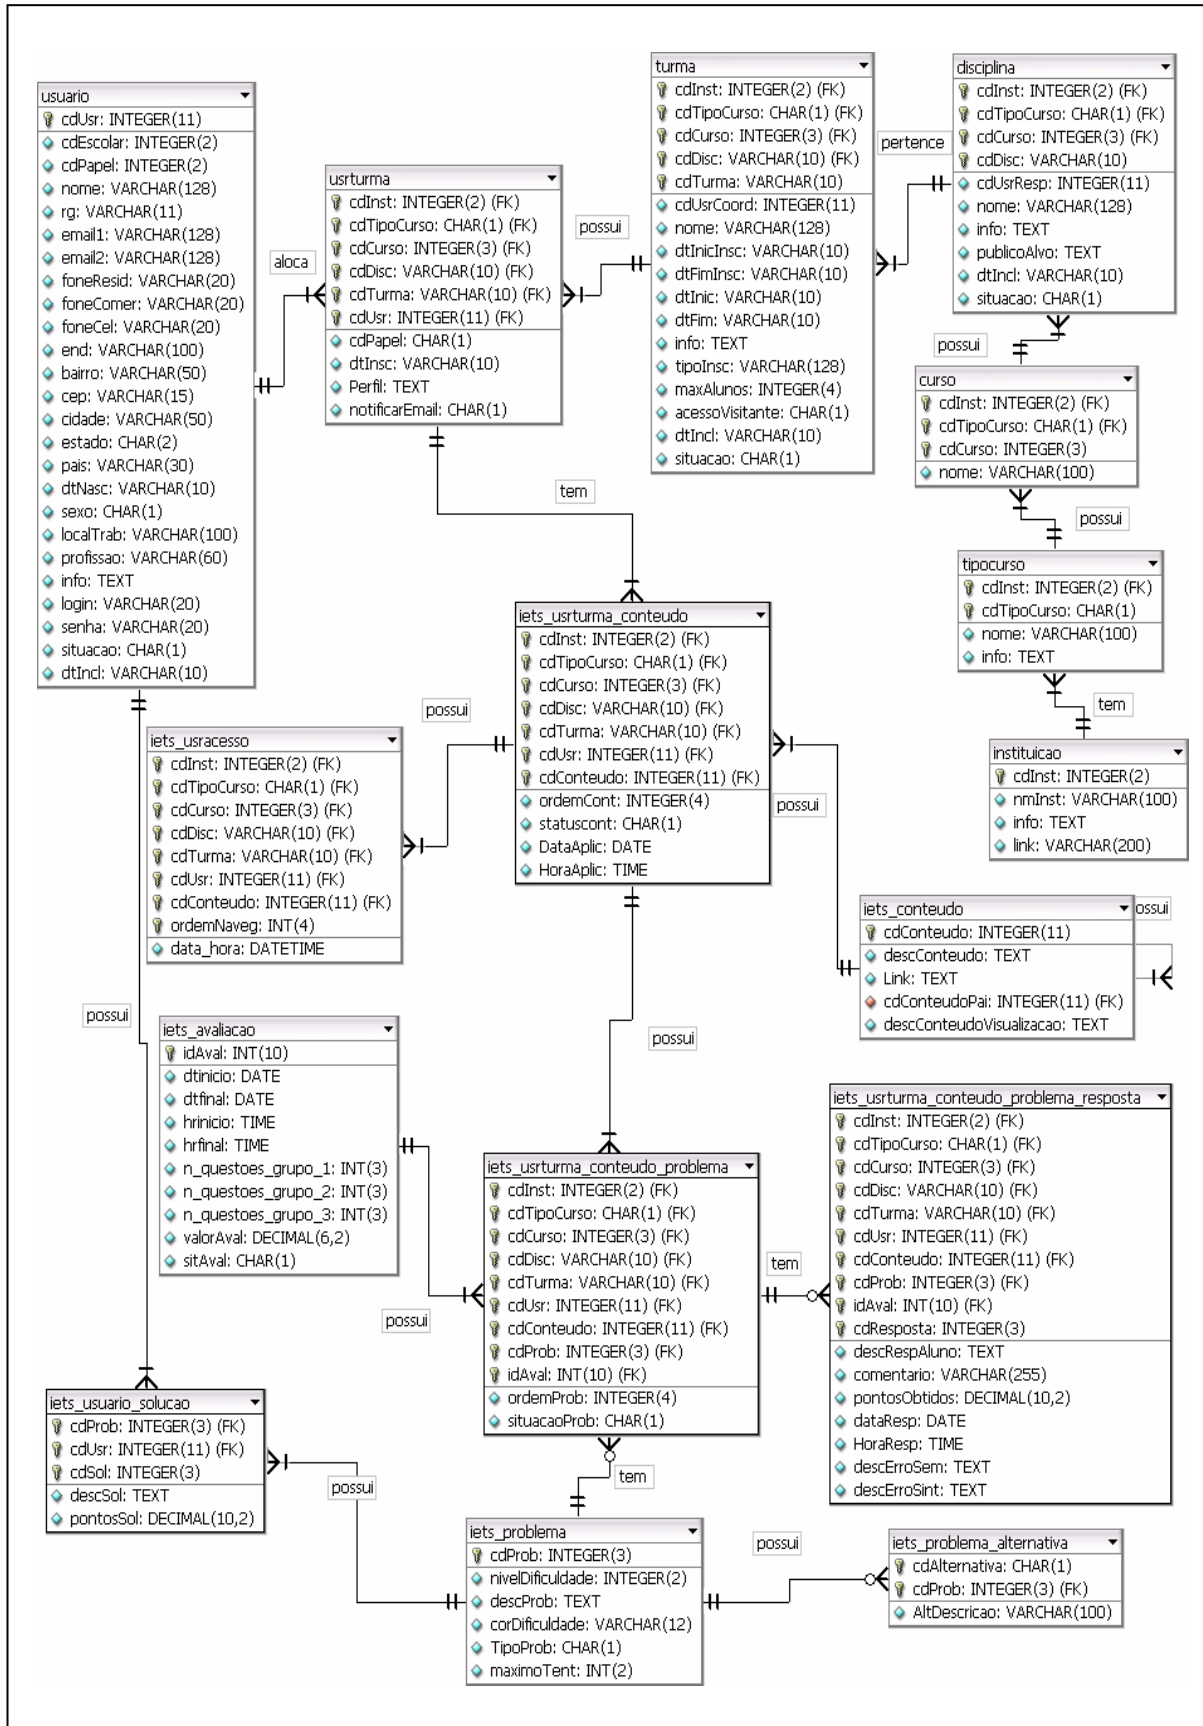 usuario
cdUsr: INTEGER(11)
cdEscolar: INTEGER(2)
cdPapel: INTEGER(2)
nome: VARCHAR(128)
rg: VARCHAR(11)
email1: VARCHAR(128)
email2: VARCHAR(128)
foneResid: VARCHAR(20)
foneComer: VARCHAR(20)
foneCel: VARCHAR(20)
end: VARCHAR(100)
bairro: VARCHAR(50)
cep: VARCHAR(15)
cidade: VARCHAR(50)
estado: CHAR(2)
pais: VARCHAR(30)
dtNasc: VARCHAR(10)
sexo: CHAR(1)
localTrab: VARCHAR(100)
profissao: VARCHAR(60)
info: TEXT
login: VARCHAR(20)
senha: VARCHAR(20)
situacao: CHAR(1)
dtIncl: VARCHAR(10)
aloca
usrturma
cdInst: INTEGER(2) (FK)
cdTipoCurso: CHAR(1) (FK)
cdCurso: INTEGER(3) (FK)
cdDisc: VARCHAR(10) (FK)
cdTurma: VARCHAR(10) (FK)
cdUsr: INTEGER(11) (FK)
cdPapel: CHAR(1)
dtInsc: VARCHAR(10)
Perfil: TEXT
notificarEmail: CHAR(1)
possui
turma
cdInst: INTEGER(2) (FK)
cdTipoCurso: CHAR(1) (FK)
cdCurso: INTEGER(3) (FK)
cdDisc: VARCHAR(10) (FK)
cdTurma: VARCHAR(10)
cdUsrCoord: INTEGER(11)
nome: VARCHAR(128)
dtInicInsc: VARCHAR(10)
dtFimInsc: VARCHAR(10)
dtInic: VARCHAR(10)
dtFim: VARCHAR(10)
info: TEXT
tipoInsc: VARCHAR(128)
maxAlunos: INTEGER(4)
acessoVisitante: CHAR(1)
dtIncl: VARCHAR(10)
situacao: CHAR(1)
pertence
disciplina
cdInst: INTEGER(2) (FK)
cdTipoCurso: CHAR(1) (FK)
cdCurso: INTEGER(3) (FK)
cdDisc: VARCHAR(10)
cdUsrResp: INTEGER(11)
nome: VARCHAR(128)
info: TEXT
publicoAlvo: TEXT
dtIncl: VARCHAR(10)
situacao: CHAR(1)
possui
curso
cdInst: INTEGER(2) (FK)
cdTipoCurso: CHAR(1) (FK)
cdCurso: INTEGER(3)
nome: VARCHAR(100)
possui
tipocurso
cdInst: INTEGER(2) (FK)
cdTipoCurso: CHAR(1)
nome: VARCHAR(100)
info: TEXT
tem
instituicao
cdInst: INTEGER(2)
nmInst: VARCHAR(100)
info: TEXT
link: VARCHAR(200)
tem
iets_usrturma_conteudo
cdInst: INTEGER(2) (FK)
cdTipoCurso: CHAR(1) (FK)
cdCurso: INTEGER(3) (FK)
cdDisc: VARCHAR(10) (FK)
cdTurma: VARCHAR(10) (FK)
cdUsr: INTEGER(11) (FK)
cdConteudo: INTEGER(11) (FK)
ordemCont: INTEGER(4)
statuscont: CHAR(1)
DataAplic: DATE
HoraAplic: TIME
possui
iets_usracesso
cdInst: INTEGER(2) (FK)
cdTipoCurso: CHAR(1) (FK)
cdCurso: INTEGER(3) (FK)
cdDisc: VARCHAR(10) (FK)
cdTurma: VARCHAR(10) (FK)
cdUsr: INTEGER(11) (FK)
cdConteudo: INTEGER(11) (FK)
ordemNaveg: INT(4)
data_hora: DATETIME
possui
iets_conteudo
cdConteudo: INTEGER(11)
descConteudo: TEXT
Link: TEXT
cdConteudoPai: INTEGER(11) (FK)
descConteudoVisualizacao: TEXT
ossui
possui
iets_avaliacao
idAval: INT(10)
dtinicio: DATE
dtfinal: DATE
hrinicio: TIME
hrfinal: TIME
n_questoes_grupo_1: INT(3)
n_questoes_grupo_2: INT(3)
n_questoes_grupo_3: INT(3)
valorAval: DECIMAL(6,2)
sitAval: CHAR(1)
possui
possui
iets_usrturma_conteudo_problema
cdInst: INTEGER(2) (FK)
cdTipoCurso: CHAR(1) (FK)
cdCurso: INTEGER(3) (FK)
cdDisc: VARCHAR(10) (FK)
cdTurma: VARCHAR(10) (FK)
cdUsr: INTEGER(11) (FK)
cdConteudo: INTEGER(11) (FK)
cdProb: INTEGER(3) (FK)
idAval: INT(10) (FK)
ordemProb: INTEGER(4)
situacaoProb: CHAR(1)
tem
iets_usrturma_conteudo_problema_resposta
cdInst: INTEGER(2) (FK)
cdTipoCurso: CHAR(1) (FK)
cdCurso: INTEGER(3) (FK)
cdDisc: VARCHAR(10) (FK)
cdTurma: VARCHAR(10) (FK)
cdUsr: INTEGER(11) (FK)
cdConteudo: INTEGER(11) (FK)
cdProb: INTEGER(3) (FK)
idAval: INT(10) (FK)
cdResposta: INTEGER(3)
descRespAluno: TEXT
comentario: VARCHAR(255)
pontosObtidos: DECIMAL(10,2)
dataResp: DATE
HoraResp: TIME
descErroSem: TEXT
descErroSint: TEXT
iets_usuario_solucao
cdProb: INTEGER(3) (FK)
cdUsr: INTEGER(11) (FK)
cdSol: INTEGER(3)
descSol: TEXT
pontosSol: DECIMAL(10,2)
possui
tem
iets_problema
cdProb: INTEGER(3)
nivelDificuldade: INTEGER(2)
descProb: TEXT
corDificuldade: VARCHAR(12)
TipoProb: CHAR(1)
maximoTent: INT(2)
possui
iets_problema_alternativa
cdAlternativa: CHAR(1)
cdProb: INTEGER(3) (FK)
AltDescricao: VARCHAR(100)